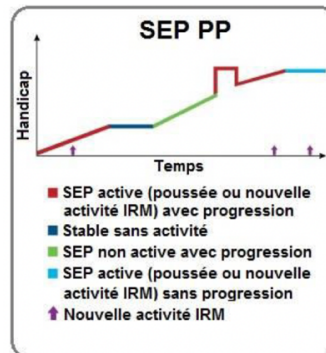 SEP PP
Handicap
Temps
SEP active (poussée ou nouvelle
activité IRM) avec progression
Stable sans activité
SEP non active avec progression
SEP active (poussée ou nouvelle
activité IRM) sans progression
Nouvelle activité IRM